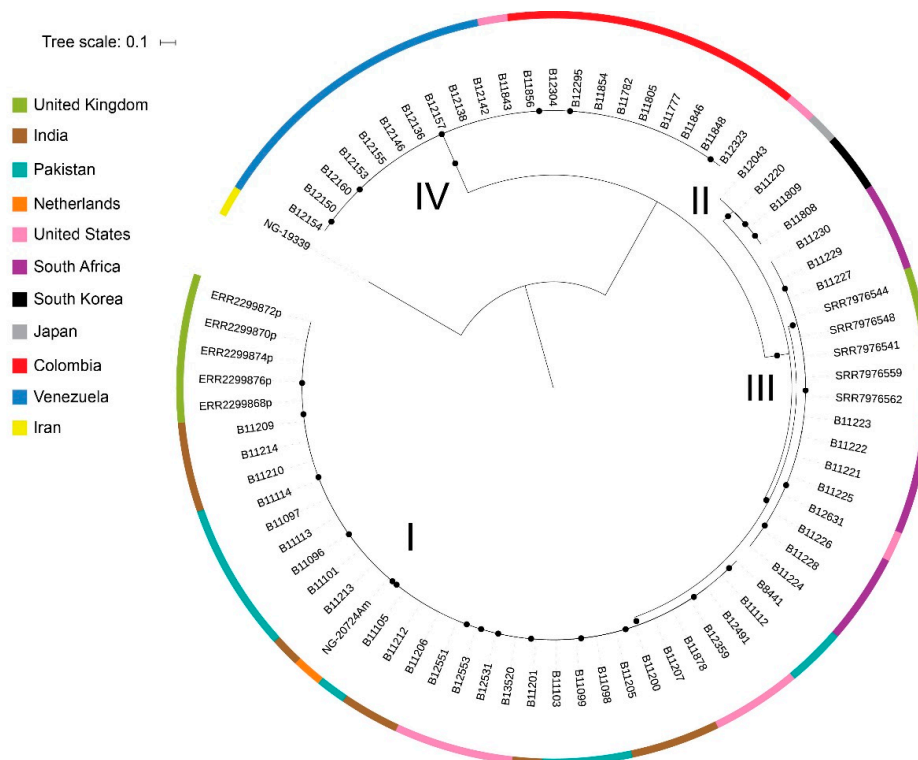 Tree scale: 0.1
United Kingdom
India
Pakistan
Netherlands
United States
South Africa
South Korea
Japan
Colombia
Venezuela
Iran
NG-19339
B12154
B12150
B12160
B12153
B12155
B12146
B12136
B12157
B12138
B12142
B11843
B11856
B12304
B12295
B11854
B11782
B11805
B11777
B11846
B11848
B12323
B12043
B11220
B11809
B11808
B11230
B11229
B11227
SRR7976544
SRR7976548
SRR7976541
SRR7976559
SRR7976562
B11223
B11222
B11221
B11225
B12631
B11226
B11228
B11224
B8441
B11112
B12491
B12359
B11878
B11207
B11200
B11205
B11098
B11099
B11103
B11201
B13520
B12531
B12553
B12551
B11206
B11212
B11105
NG-20724Am
B11213
B11101
B11096
B11113
B11097
B11114
B11210
B11214
B11209
ERR2299868p
ERR2299876p
ERR2299874p
ERR2299870p
ERR2299872p
IV
II
III
I